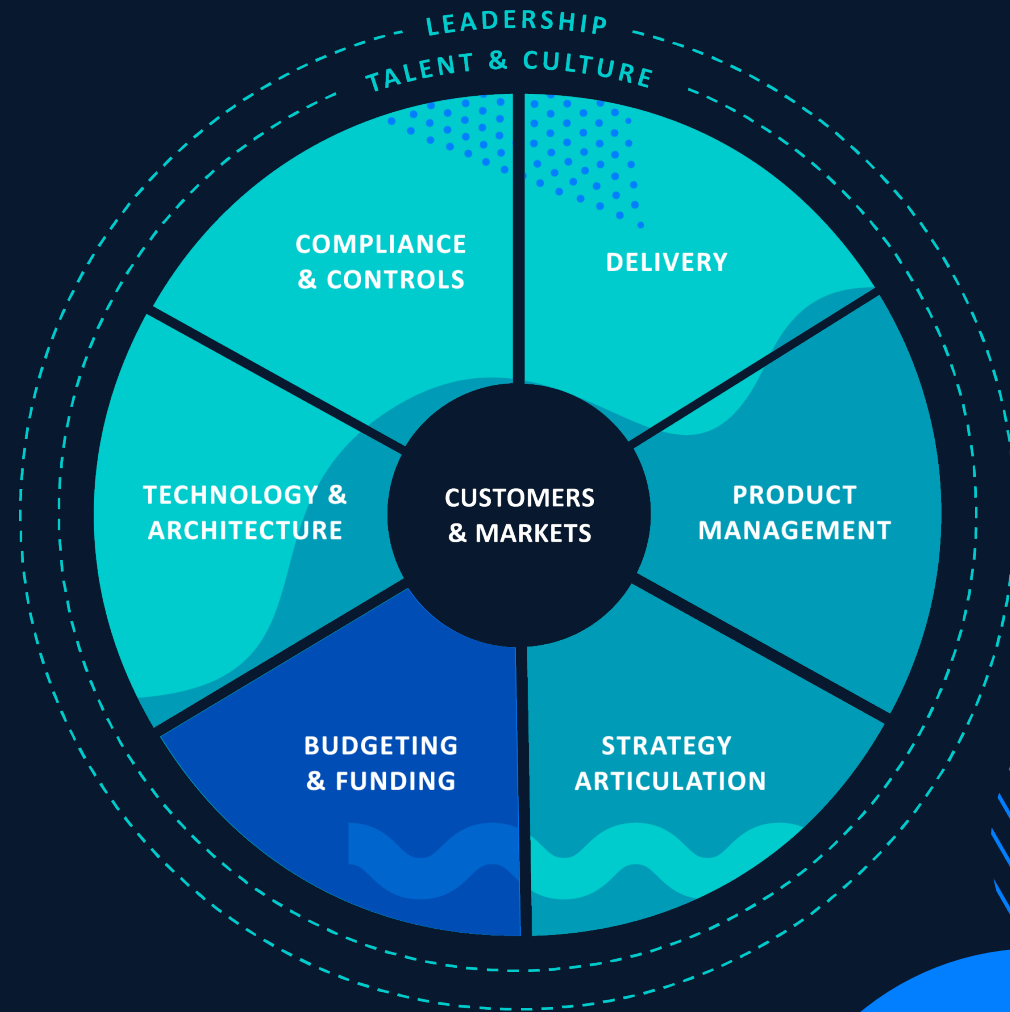 LEADERSHIP
TALENT & CULTURE
COMPLIANCE
& CONTROLS
DELIVERY
TECHNOLOGY &
ARCHITECTURE
CUSTOMERS
& MARKETS
PRODUCT
MANAGEMENT
BUDGETING
& FUNDING
STRATEGY
ARTICULATION